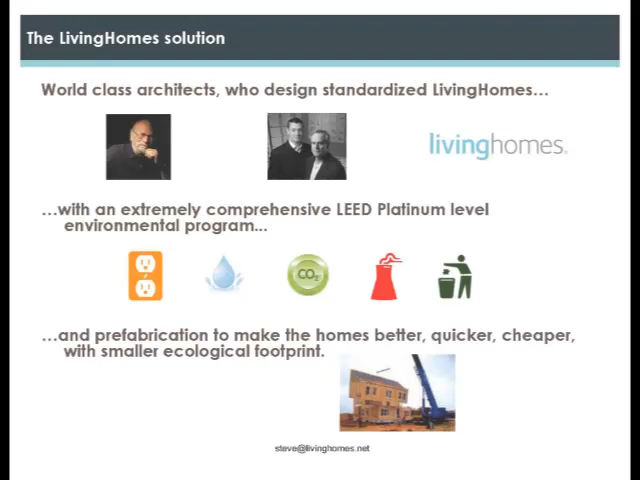 The LivingHomes solution
World class architects, who design standardized LivingHomes…
livinghomes.
…with an extremely comprehensive LEED Platinum level
environmental program...
CO2
…and prefabrication to make the homes better, quicker, cheaper,
with smaller ecological footprint.
steve@livinghomes.net